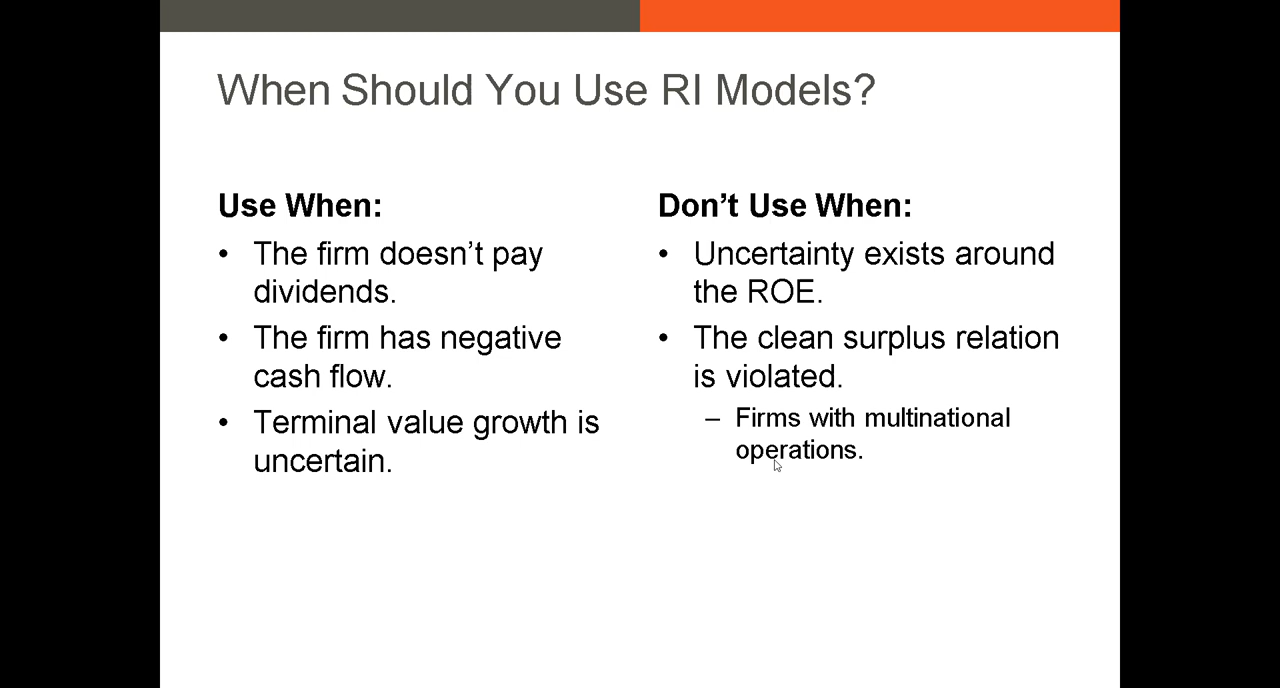 When Should You Use RI Models?
Use When:
• The firm doesn’t pay
dividends.
• The firm has negative
cash flow.
• Terminal value growth is
uncertain.
Don’t Use When:
• Uncertainty exists around
the ROE.
• The clean surplus relation
is violated.
– Firms with multinational
operations.